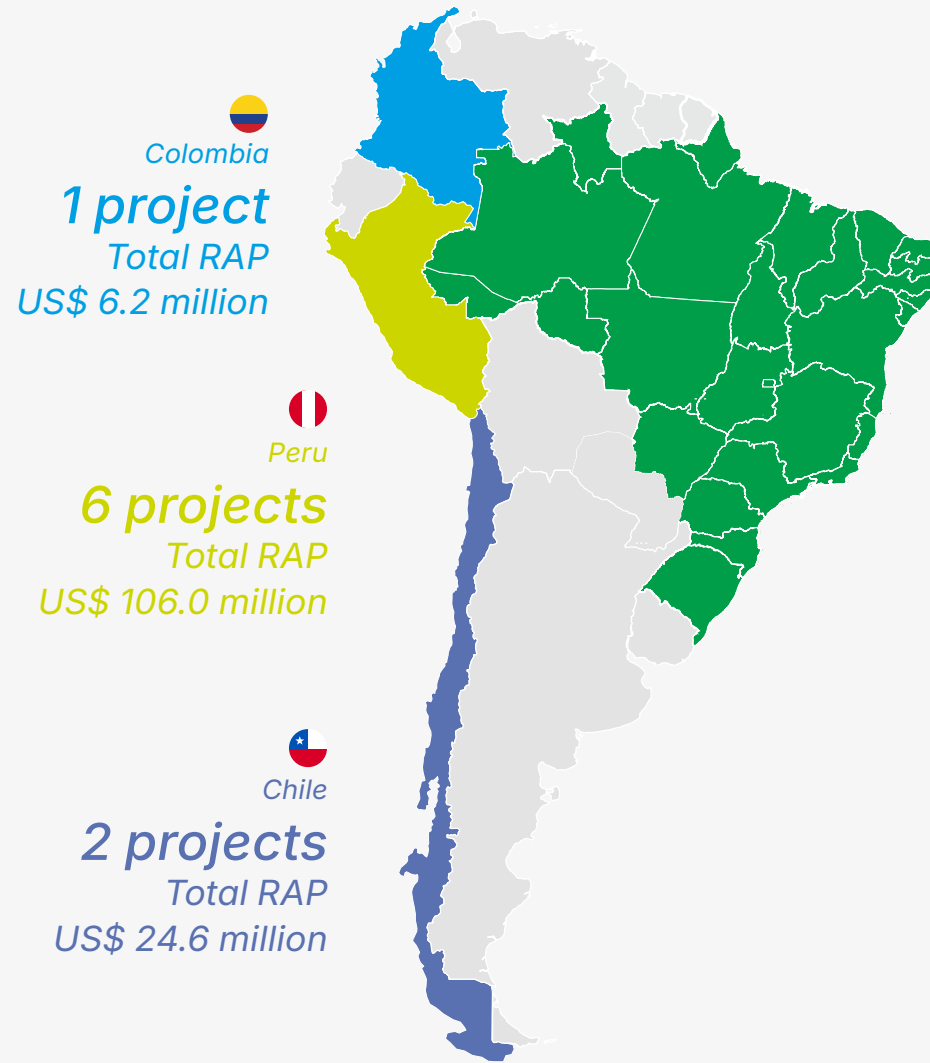 Colombia
1 project
Total RAP
US$ 6.2 million
Peru
6 projects
Total RAP
US$ 106.0 million
Chile
2 projects
Total RAP
US$ 24.6 million